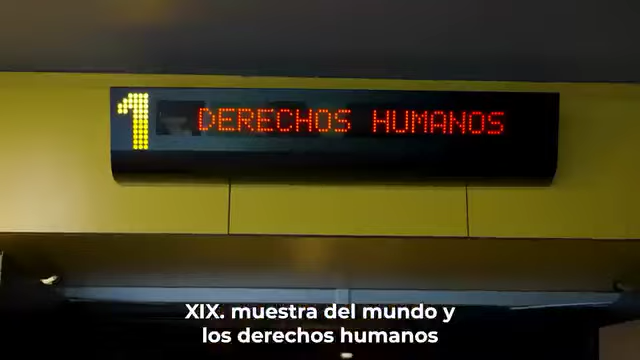 1 DERECHOS HUMANOS
XIX. muestra del mundo y
los derechos humanos